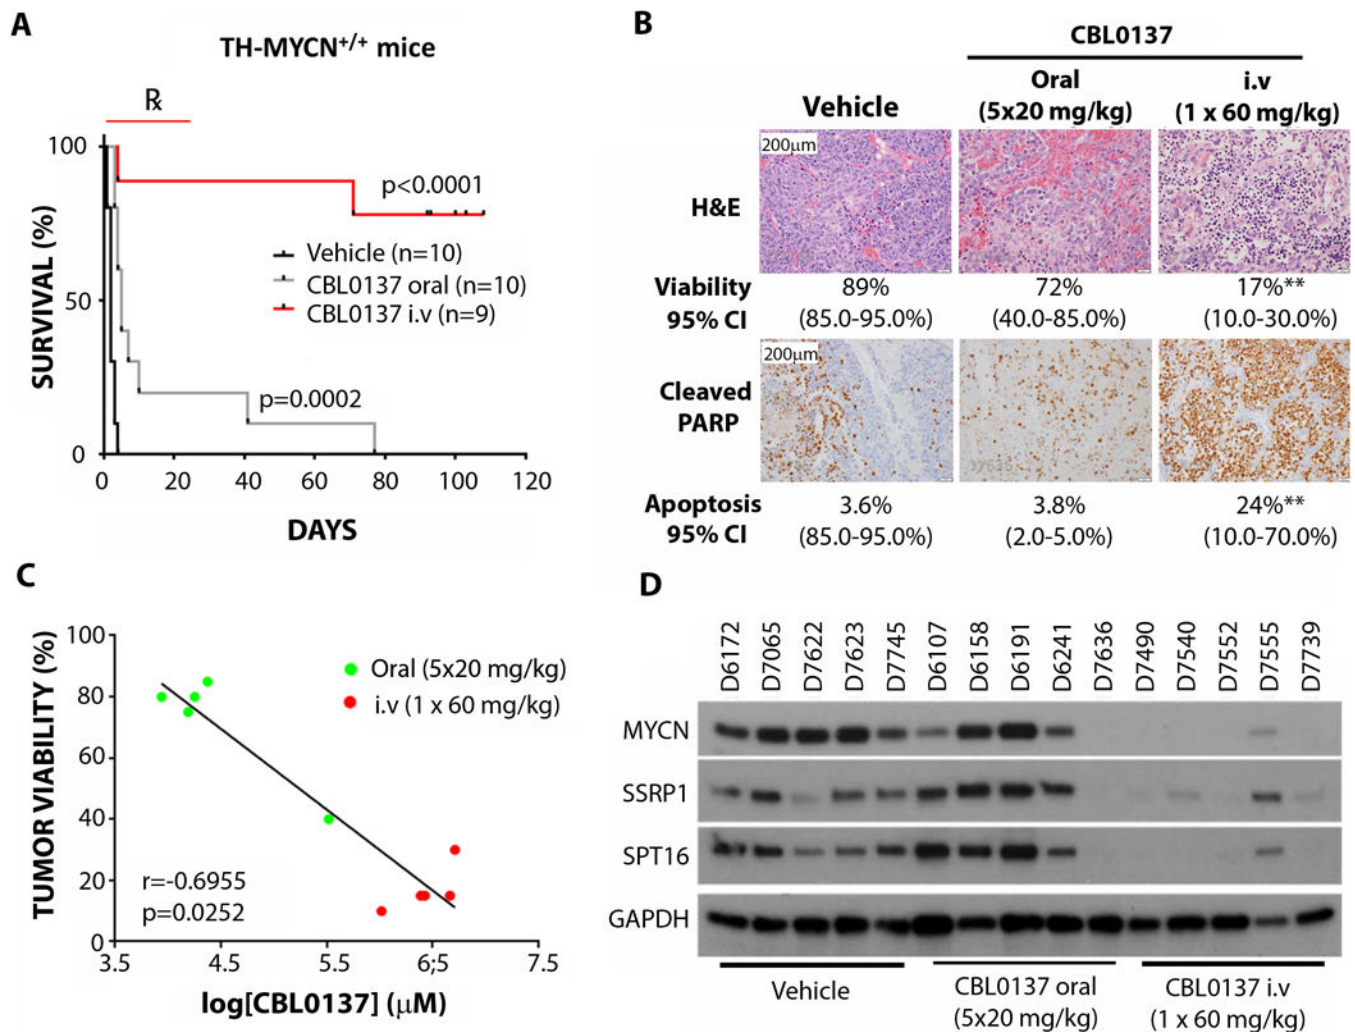 A
TH-MYCN+/+ mice
℞
SURVIVAL (%)
100
50
0
p<0.0001
Vehicle (n=10)
CBL0137 oral (n=10)
CBL0137 i.v (n=9)
p=0.0002
0 20 40 60 80 100 120
DAYS
B
CBL0137
Vehicle
Oral
(5x20 mg/kg)
i.v
(1 x 60 mg/kg)
H&E
200µm
Viability 89% 72% 17%**
95% CI (85.0-95.0%) (40.0-85.0%) (10.0-30.0%)
Cleaved
PARP
200µm
Apoptosis 3.6% 3.8% 24%**
95% CI (85.0-95.0%) (2.0-5.0%) (10.0-70.0%)
C
TUMOR VIABILITY (%)
100
80
60
40
20
0
Oral (5x20 mg/kg)
i.v (1 x 60 mg/kg)
r=-0.6955
p=0.0252
3.5 4.5 5.5 6;5 7.5
log[CBL0137] (µM)
D
D6172 D7065 D7622 D7623 D7745 D6107 D6158 D6191 D6241 D7636 D7490 D7540 D7552 D7555 D7739
MYCN
SSRP1
SPT16
GAPDH
Vehicle
CBL0137 oral
(5x20 mg/kg)
CBL0137 i.v
(1 x 60 mg/kg)